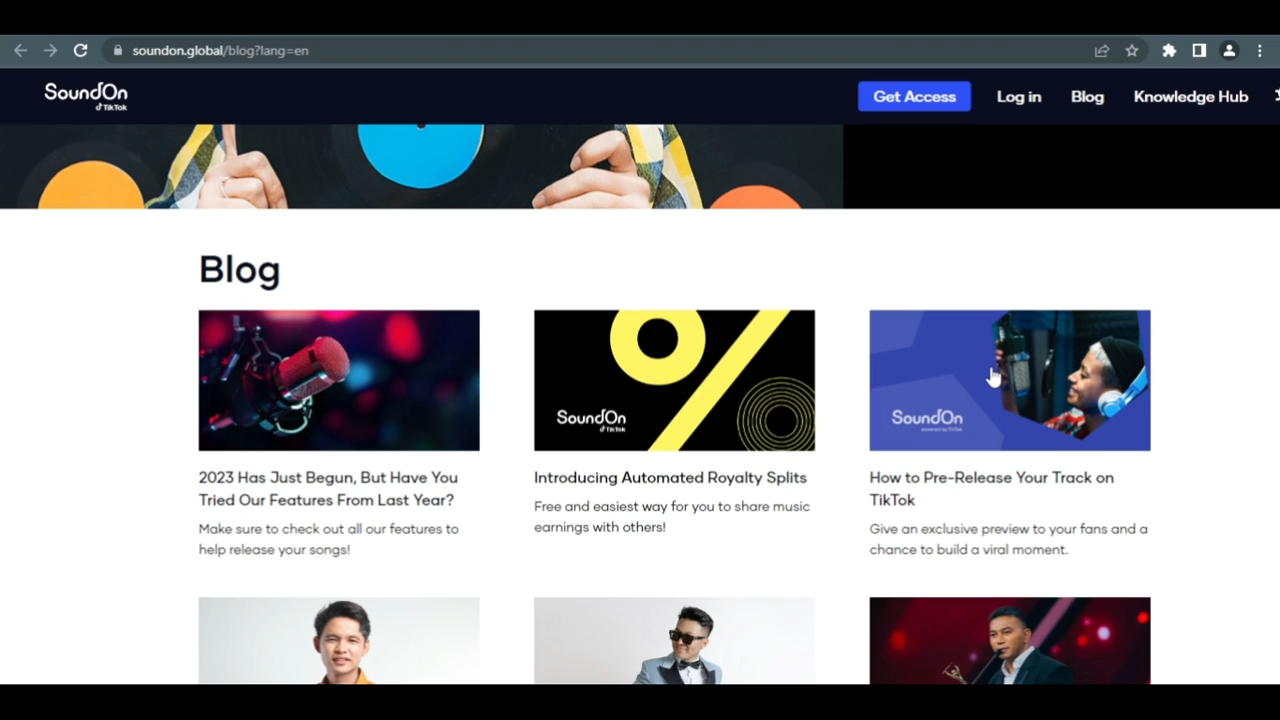 soundon.global/blog?lang=en
SoundOn
TikTok
Get Access
Log in
Blog
Knowledge Hub
Blog
SoundOn
TikTok
SoundOn
powered by TikTok
2023 Has Just Begun, But Have You
Tried Our Features From Last Year?
Make sure to check out all our features to
help release your songs!
Introducing Automated Royalty Splits
Free and easiest way for you to share music
earnings with others!
How to Pre-Release Your Track on
TikTok
Give an exclusive preview to your fans and a
chance to build a viral moment.